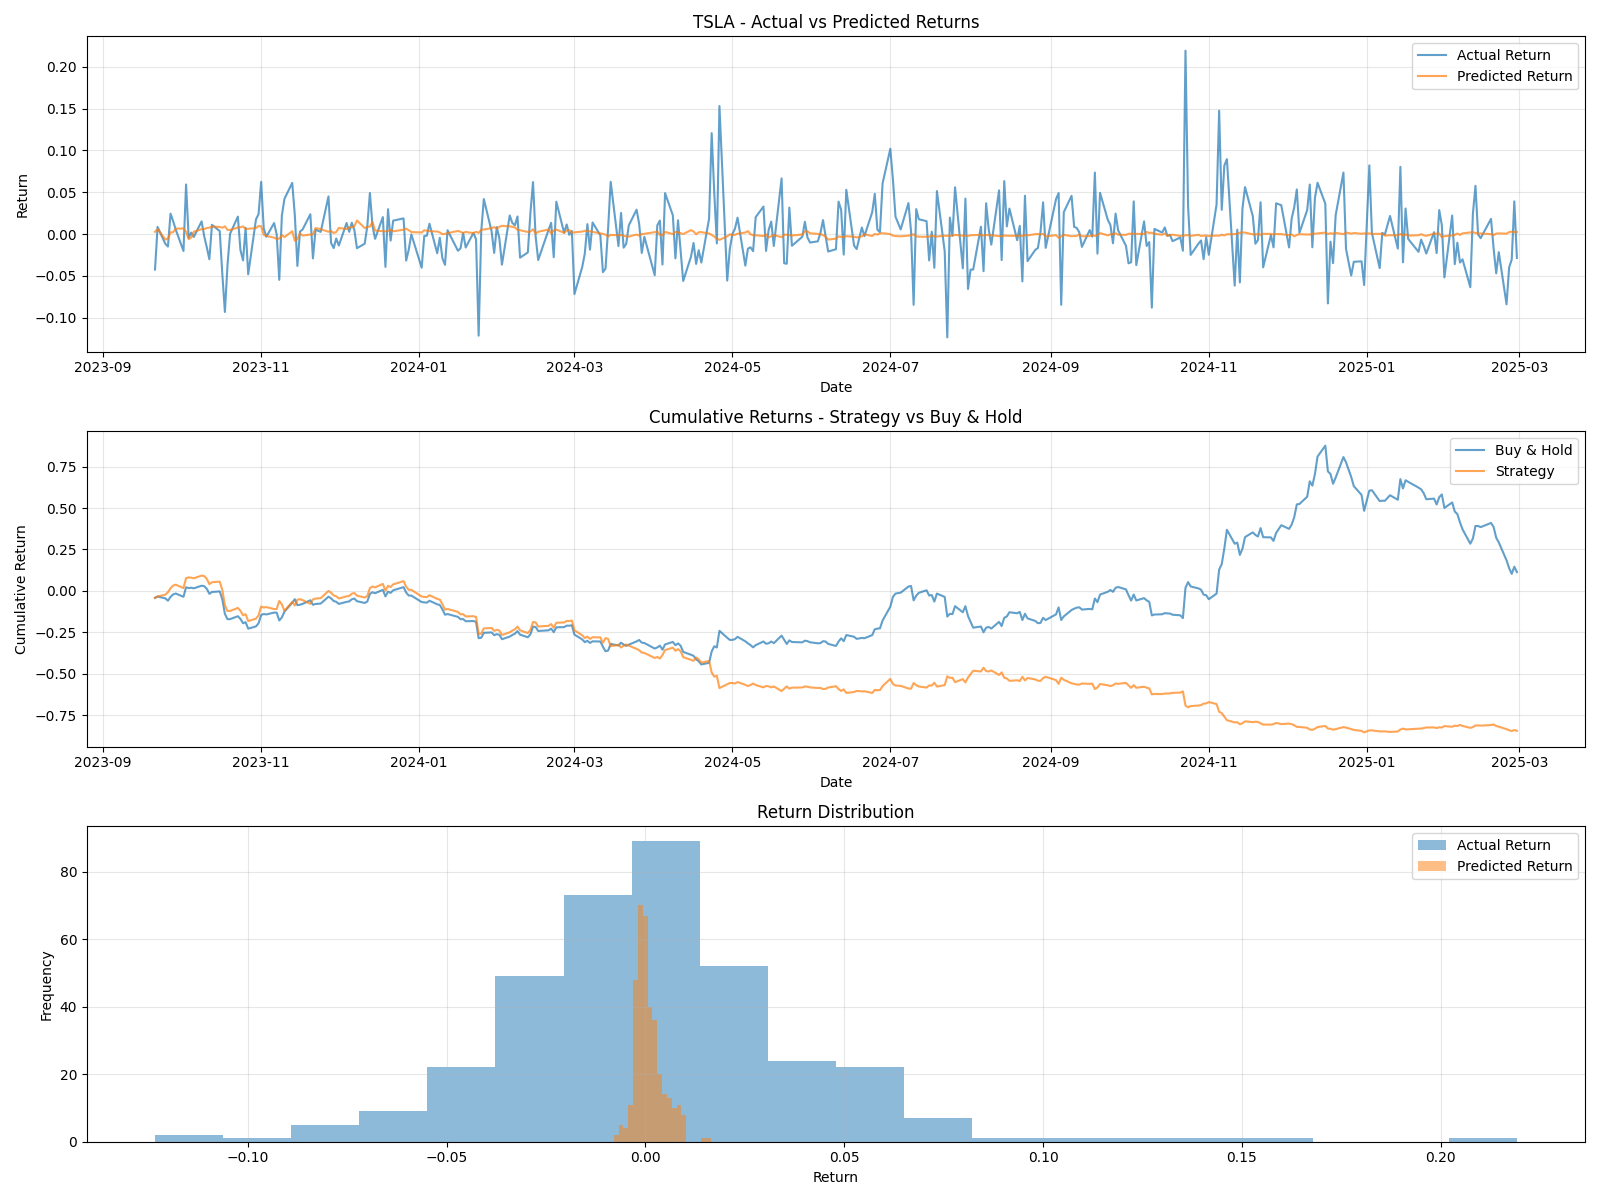 TSLA - Actual vs Predicted Returns
Actual Return
Predicted Return
0.20
0.15
0.10
0.05
0.00
−0.05
−0.10
Return
2023-09 2023-11 2024-01 2024-03 2024-05 2024-07 2024-09 2024-11 2025-01 2025-03
Date
Cumulative Returns - Strategy vs Buy & Hold
Buy & Hold
Strategy
0.75
0.50
0.25
0.00
−0.25
−0.50
−0.75
Cumulative Return
2023-09 2023-11 2024-01 2024-03 2024-05 2024-07 2024-09 2024-11 2025-01 2025-03
Date
Return Distribution
Actual Return
Predicted Return
80
60
40
20
0
Frequency
−0.10 −0.05 0.00 0.05 0.10 0.15 0.20
Return